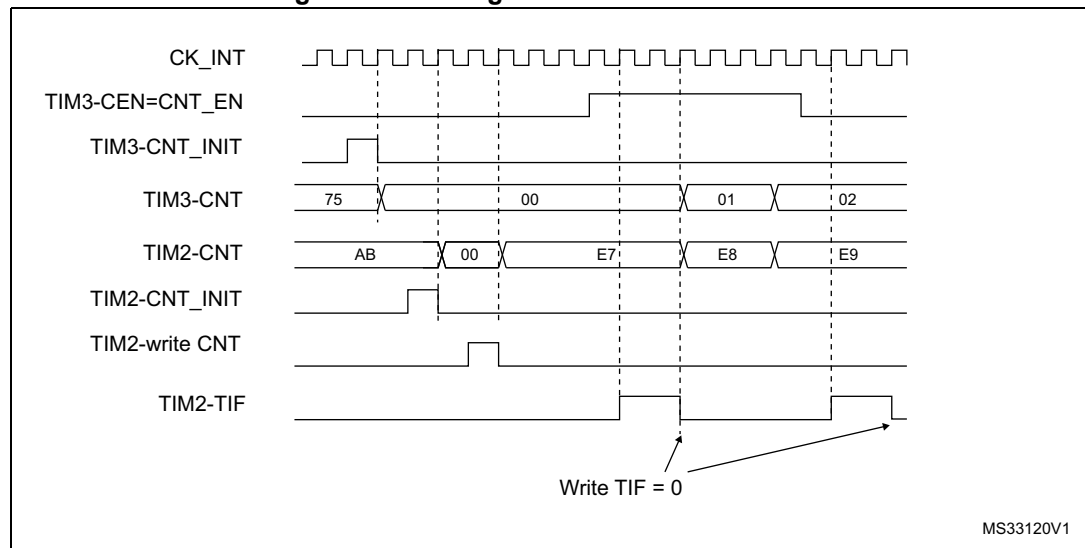 CK_INT
TIM3-CEN=CNT_EN
TIM3-CNT_INIT
TIM3-CNT 75 00 01 02
TIM2-CNT AB 00 E7 E8 E9
TIM2-CNT_INIT
TIM2-write CNT
TIM2-TIF
Write TIF = 0
MS33120V1